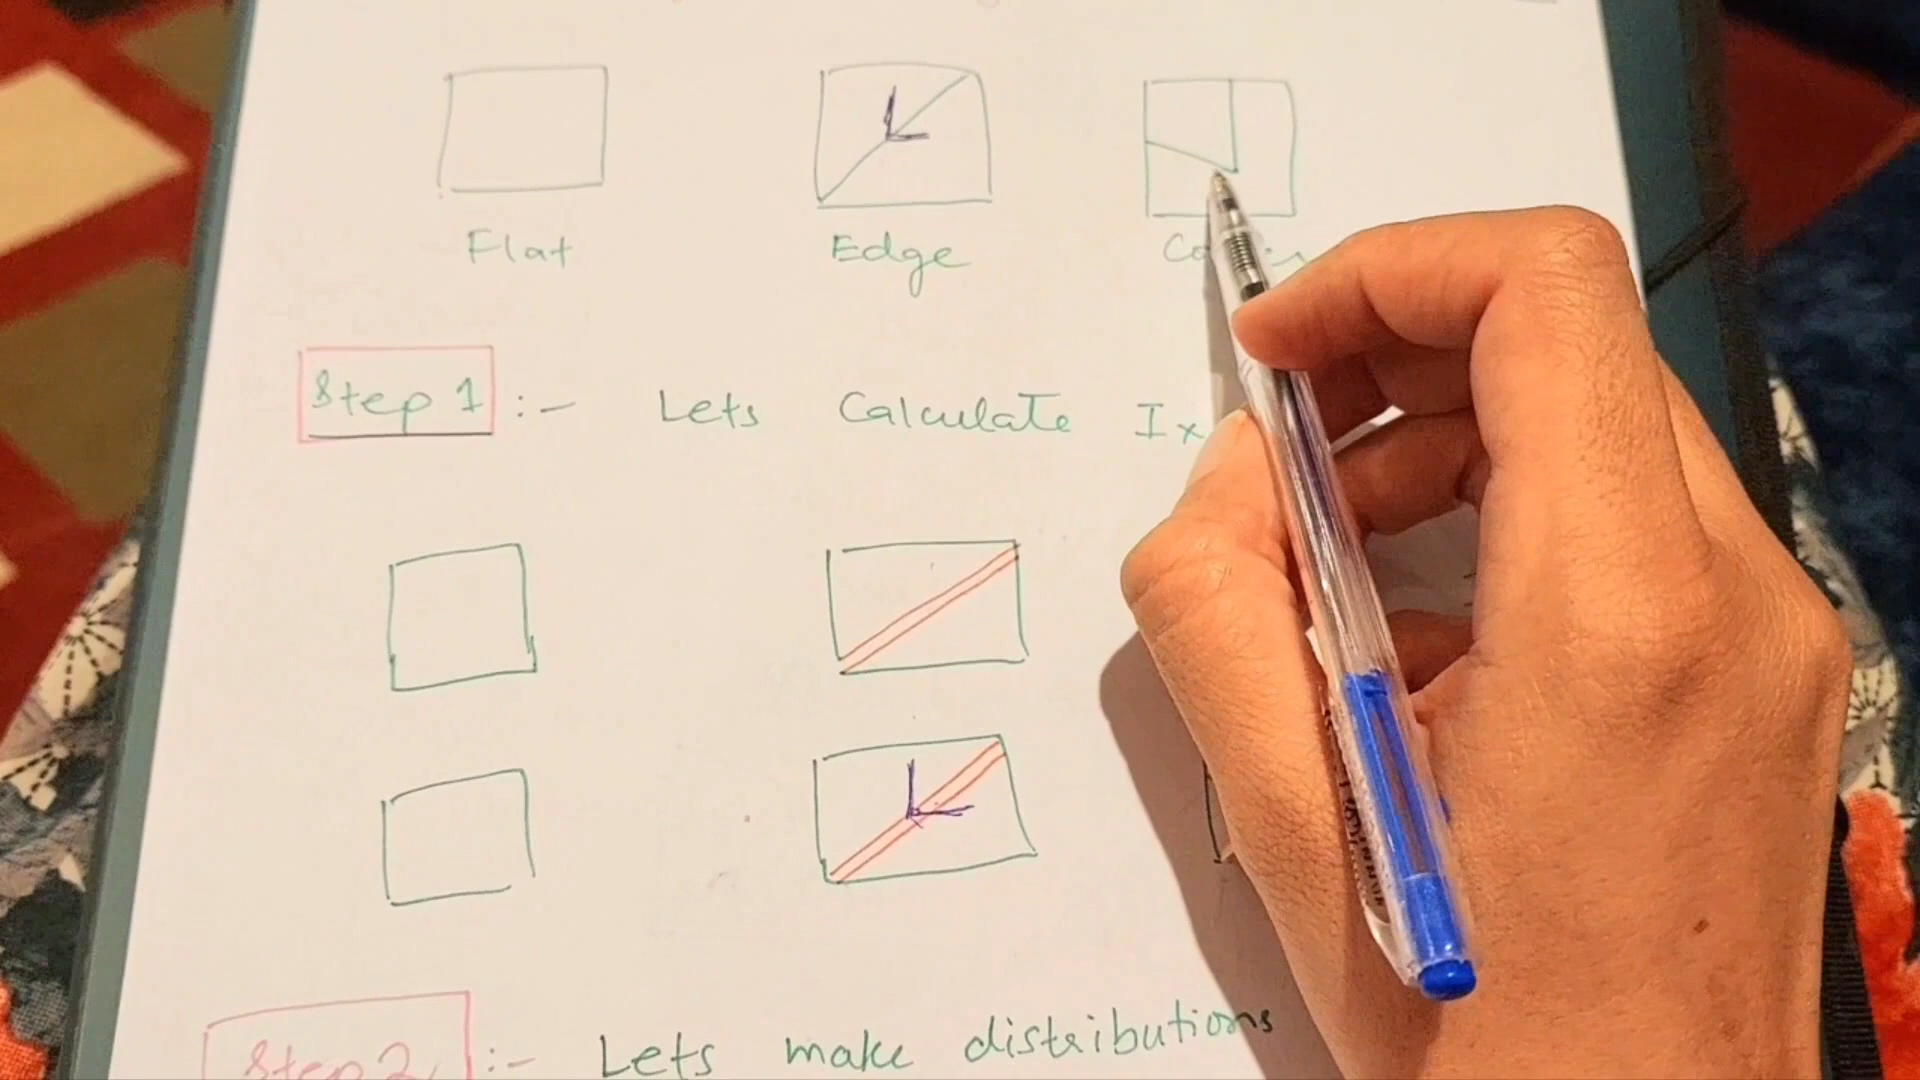 Flat Edge
Step 1 :- Lets Calculate Ix
Step 2 :- Lets make distributions